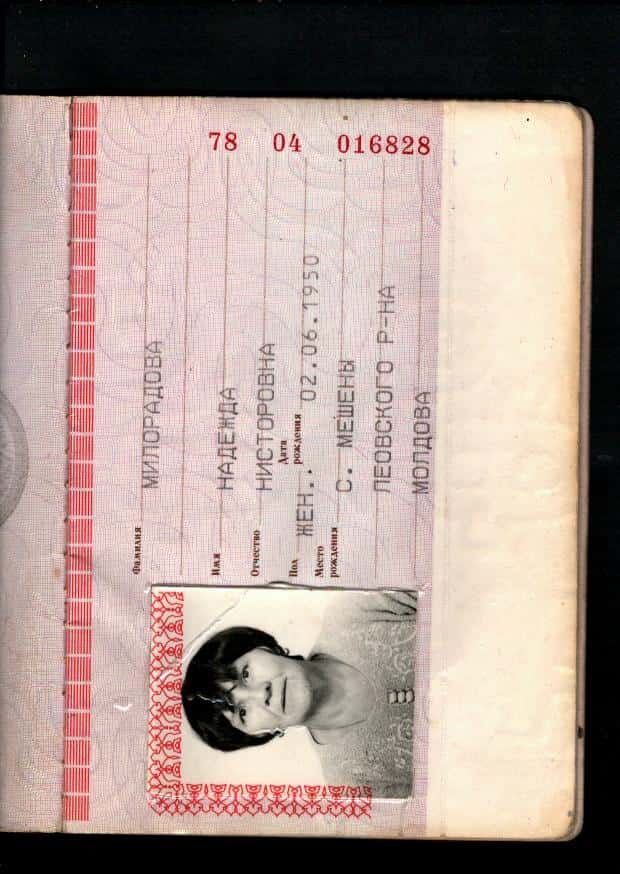 78 04 016828
Фамилия МИЛОРАДОВА
Имя НАДЕЖДА
Отчество НИСТОРОВНА
Пол ЖЕН.. Дата рождения 02.06.1950
Место рождения С. МЕШЕНЫ
ЛЕОВСКОГО Р-НА
МОЛДОВА